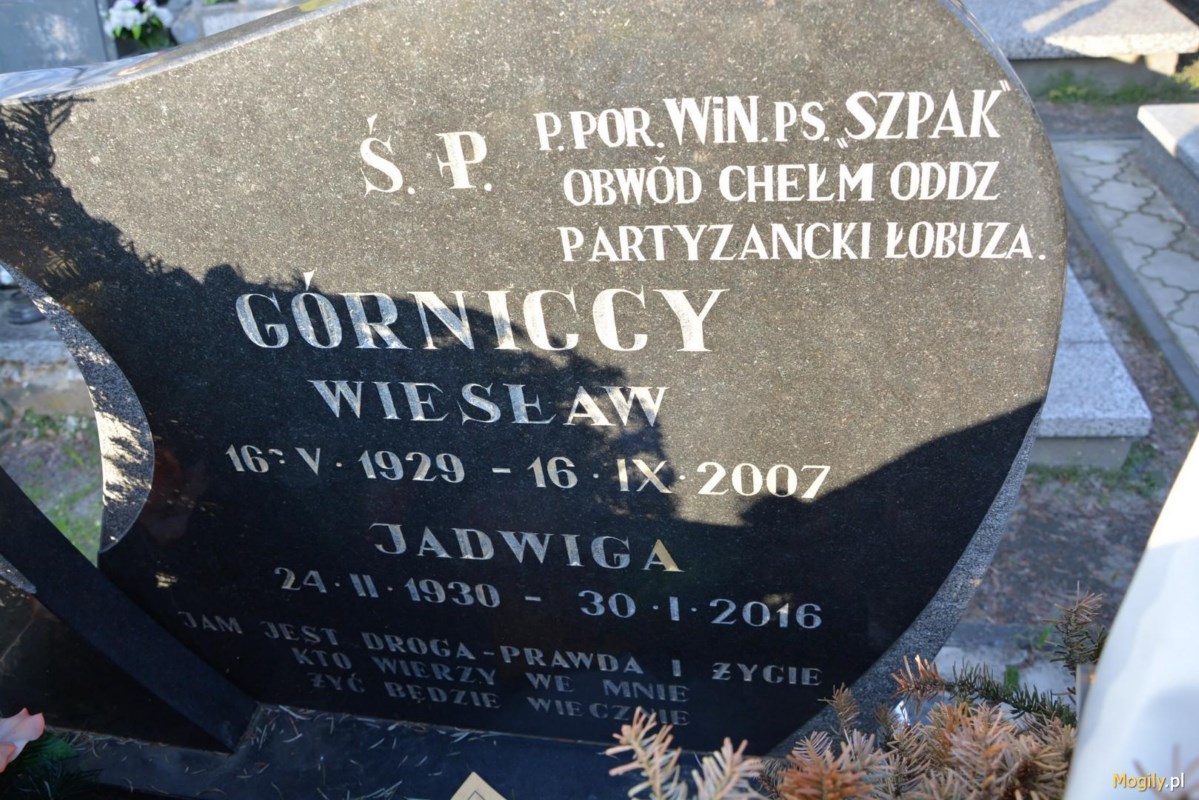 Ś. P.
P.POR. WiN. PS. „SZPAK"
OBWÓD CHEŁM ODDZ
PARTYZANCKI ŁOBUZA.
GÓRNICCY
WIESŁAW
16·V·1929 – 16·IX·2007
JADWIGA
24·II·1930 – 30·I·2016
JAM JEST DROGA-PRAWDA I ŻYCIE
KTO WIERZY WE MNIE
ŻYĆ BĘDZIE WIECZNIE
Mogily.pl